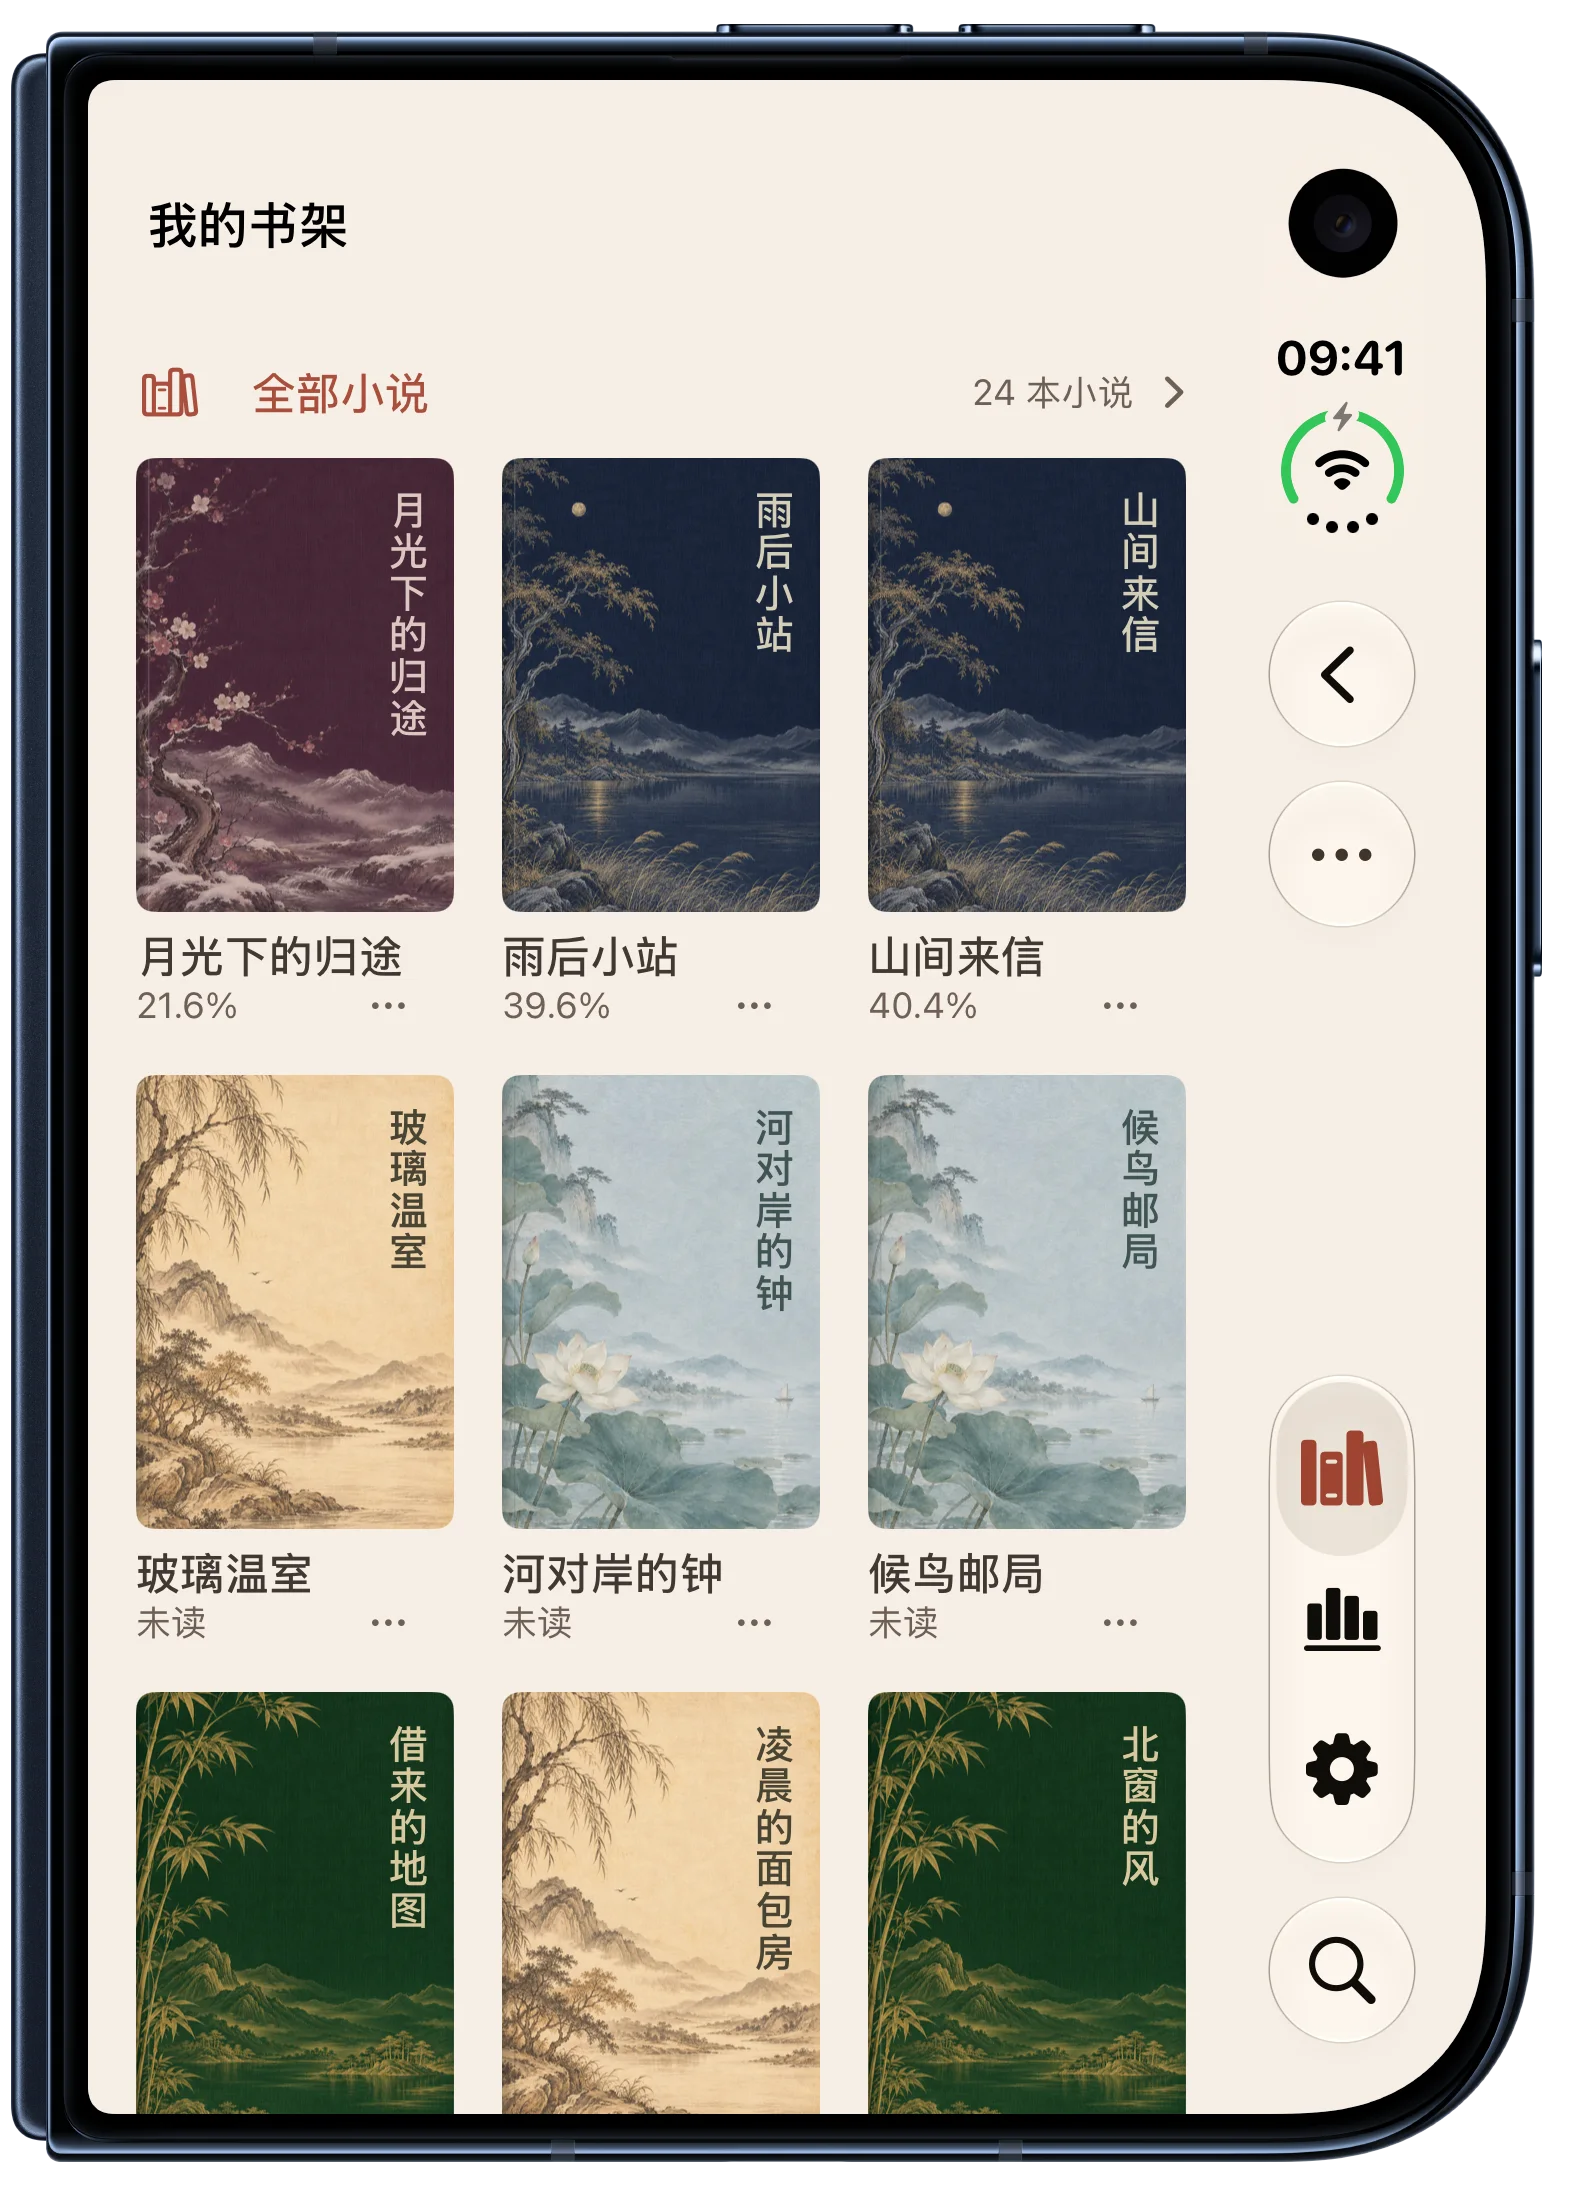 我的书架
09:41
全部小说
24 本小说
月光下的归途
雨后小站
山间来信
月光下的归途
雨后小站
山间来信
21.6%
39.6%
40.4%
玻璃温室
河对岸的钟
候鸟邮局
玻璃温室
河对岸的钟
候鸟邮局
未读
未读
未读
借来的地图
凌晨的面包房
北窗的风